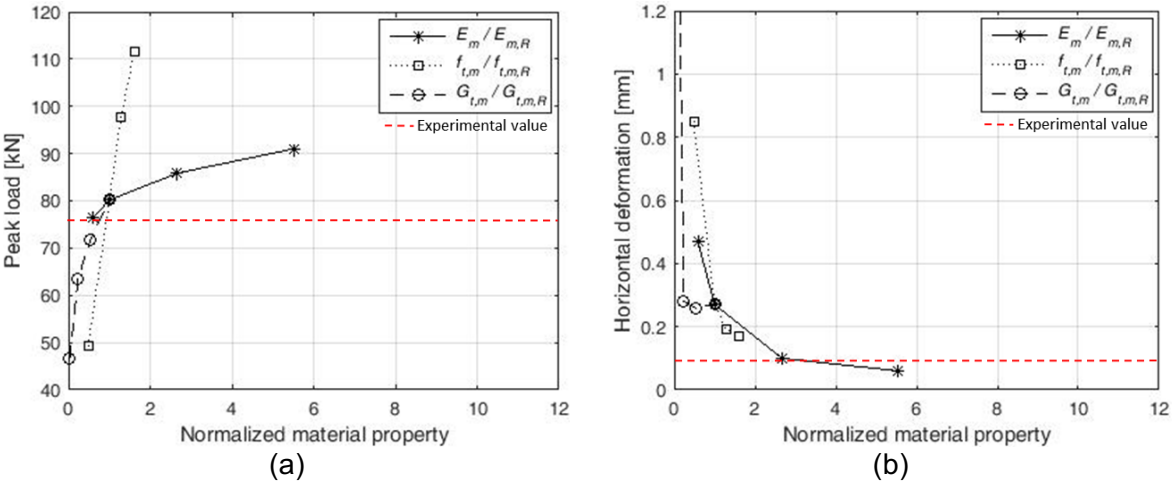 120
110
100
90
80
70
60
50
40
Peak load [kN]
E_m / E_m,R
f_t,m / f_t,m,R
G_t,m / G_t,m,R
Experimental value
0 2 4 6 8 10 12
Normalized material property
(a)
1.2
1
0.8
0.6
0.4
0.2
0
Horizontal deformation [mm]
E_m / E_m,R
f_t,m / f_t,m,R
G_t,m / G_t,m,R
Experimental value
0 2 4 6 8 10 12
Normalized material property
(b)